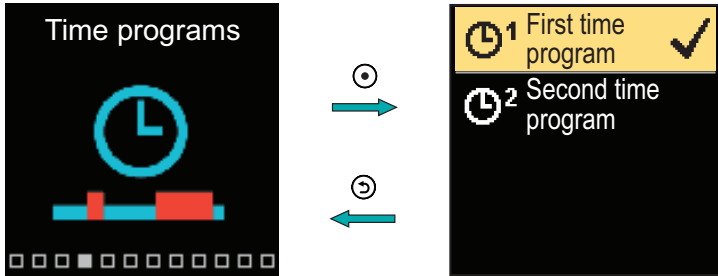 Time programs
1 First time
program
2 Second time
program